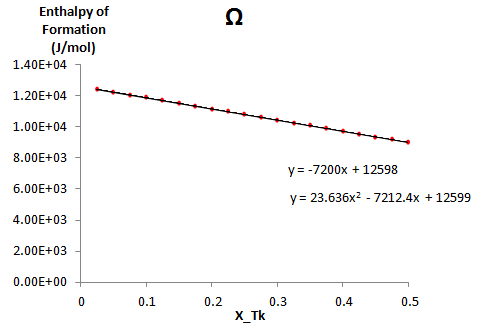 Enthalpy of
Formation
(J/mol)
Ω
1.40E+04
1.20E+04
1.00E+04
8.00E+03
6.00E+03
4.00E+03
2.00E+03
0.00E+00
y = -7200x + 12598
y = 23.636x² - 7212.4x + 12599
0 0.1 0.2 0.3 0.4 0.5
X_Tk